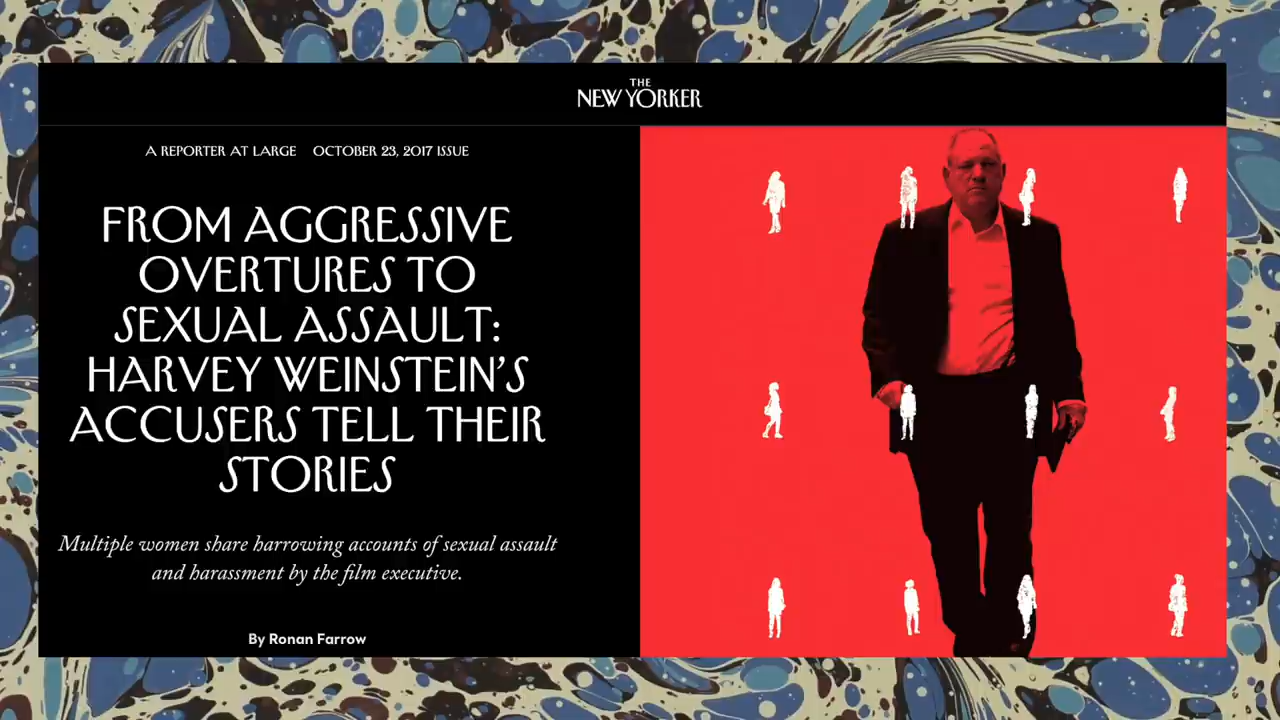 THE
NEW YORKER
A REPORTER AT LARGE OCTOBER 23, 2017 ISSUE
FROM AGGRESSIVE
OVERTURES TO
SEXUAL ASSAULT:
HARVEY WEINSTEIN’S
ACCUSERS TELL THEIR
STORIES
Multiple women share harrowing accounts of sexual assault
and harassment by the film executive.
By Ronan Farrow